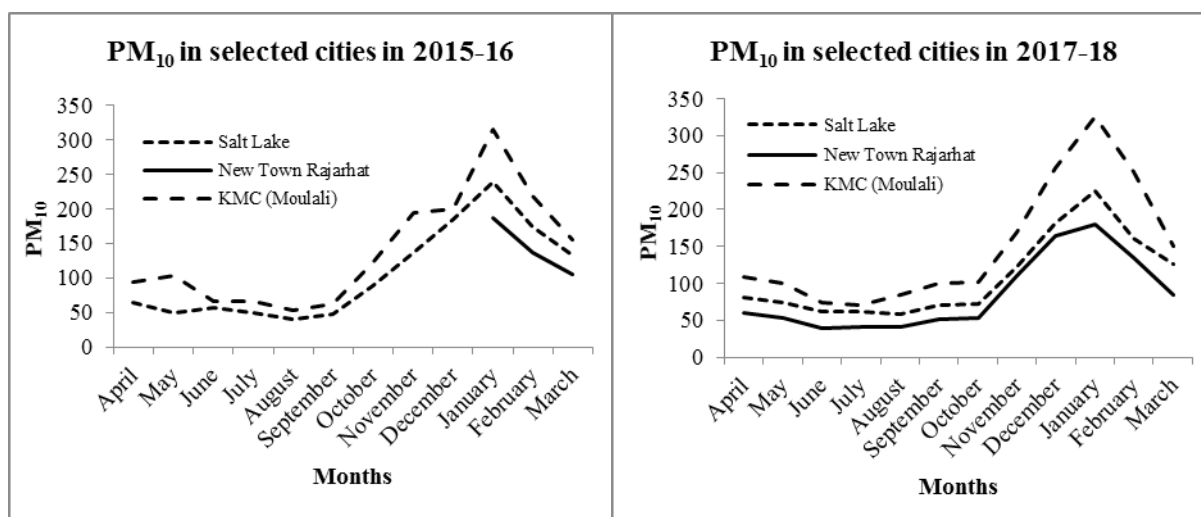 PM₁₀ in selected cities in 2015-16
350
300
250
200
150
100
50
0
PM₁₀
Salt Lake
New Town Rajarhat
KMC (Moulali)
April
May
June
July
August
September
October
November
December
January
February
March
Months
PM₁₀ in selected cities in 2017-18
350
300
250
200
150
100
50
0
PM₁₀
Salt Lake
New Town Rajarhat
KMC (Moulali)
April
May
June
July
August
September
October
November
December
January
February
March
Months